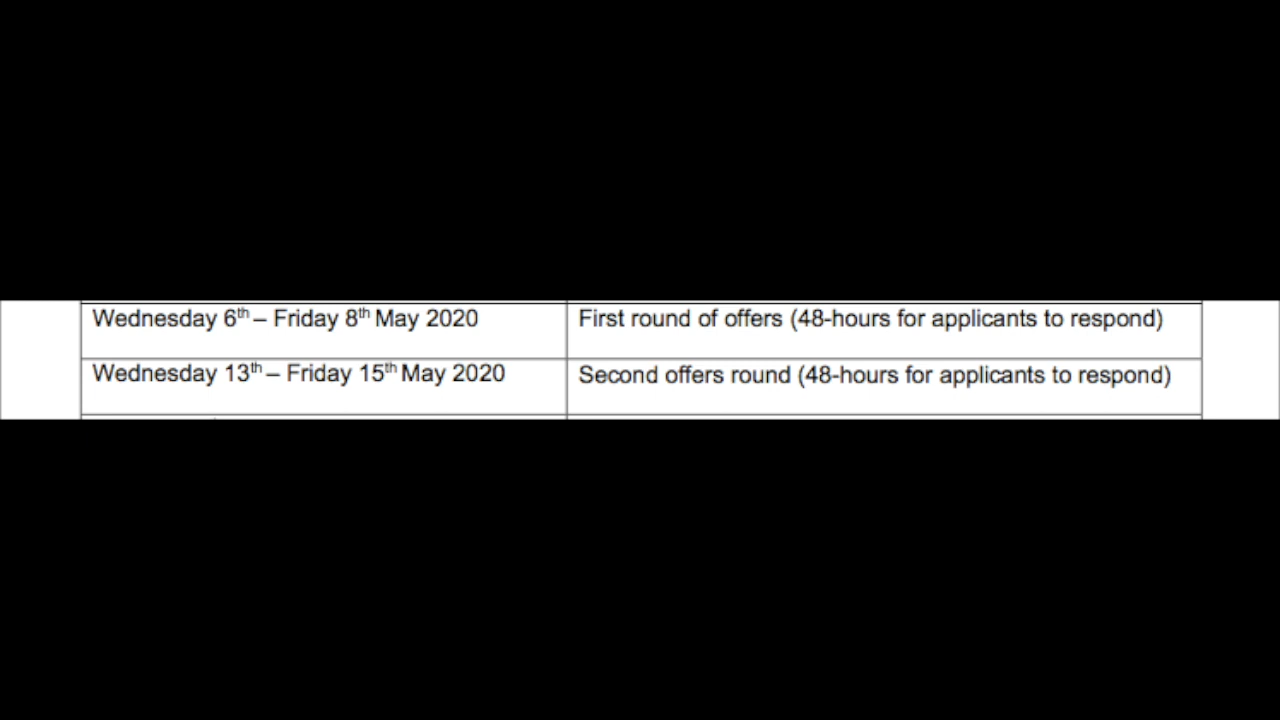 Wednesday 6th – Friday 8th May 2020
First round of offers (48-hours for applicants to respond)
Wednesday 13th – Friday 15th May 2020
Second offers round (48-hours for applicants to respond)